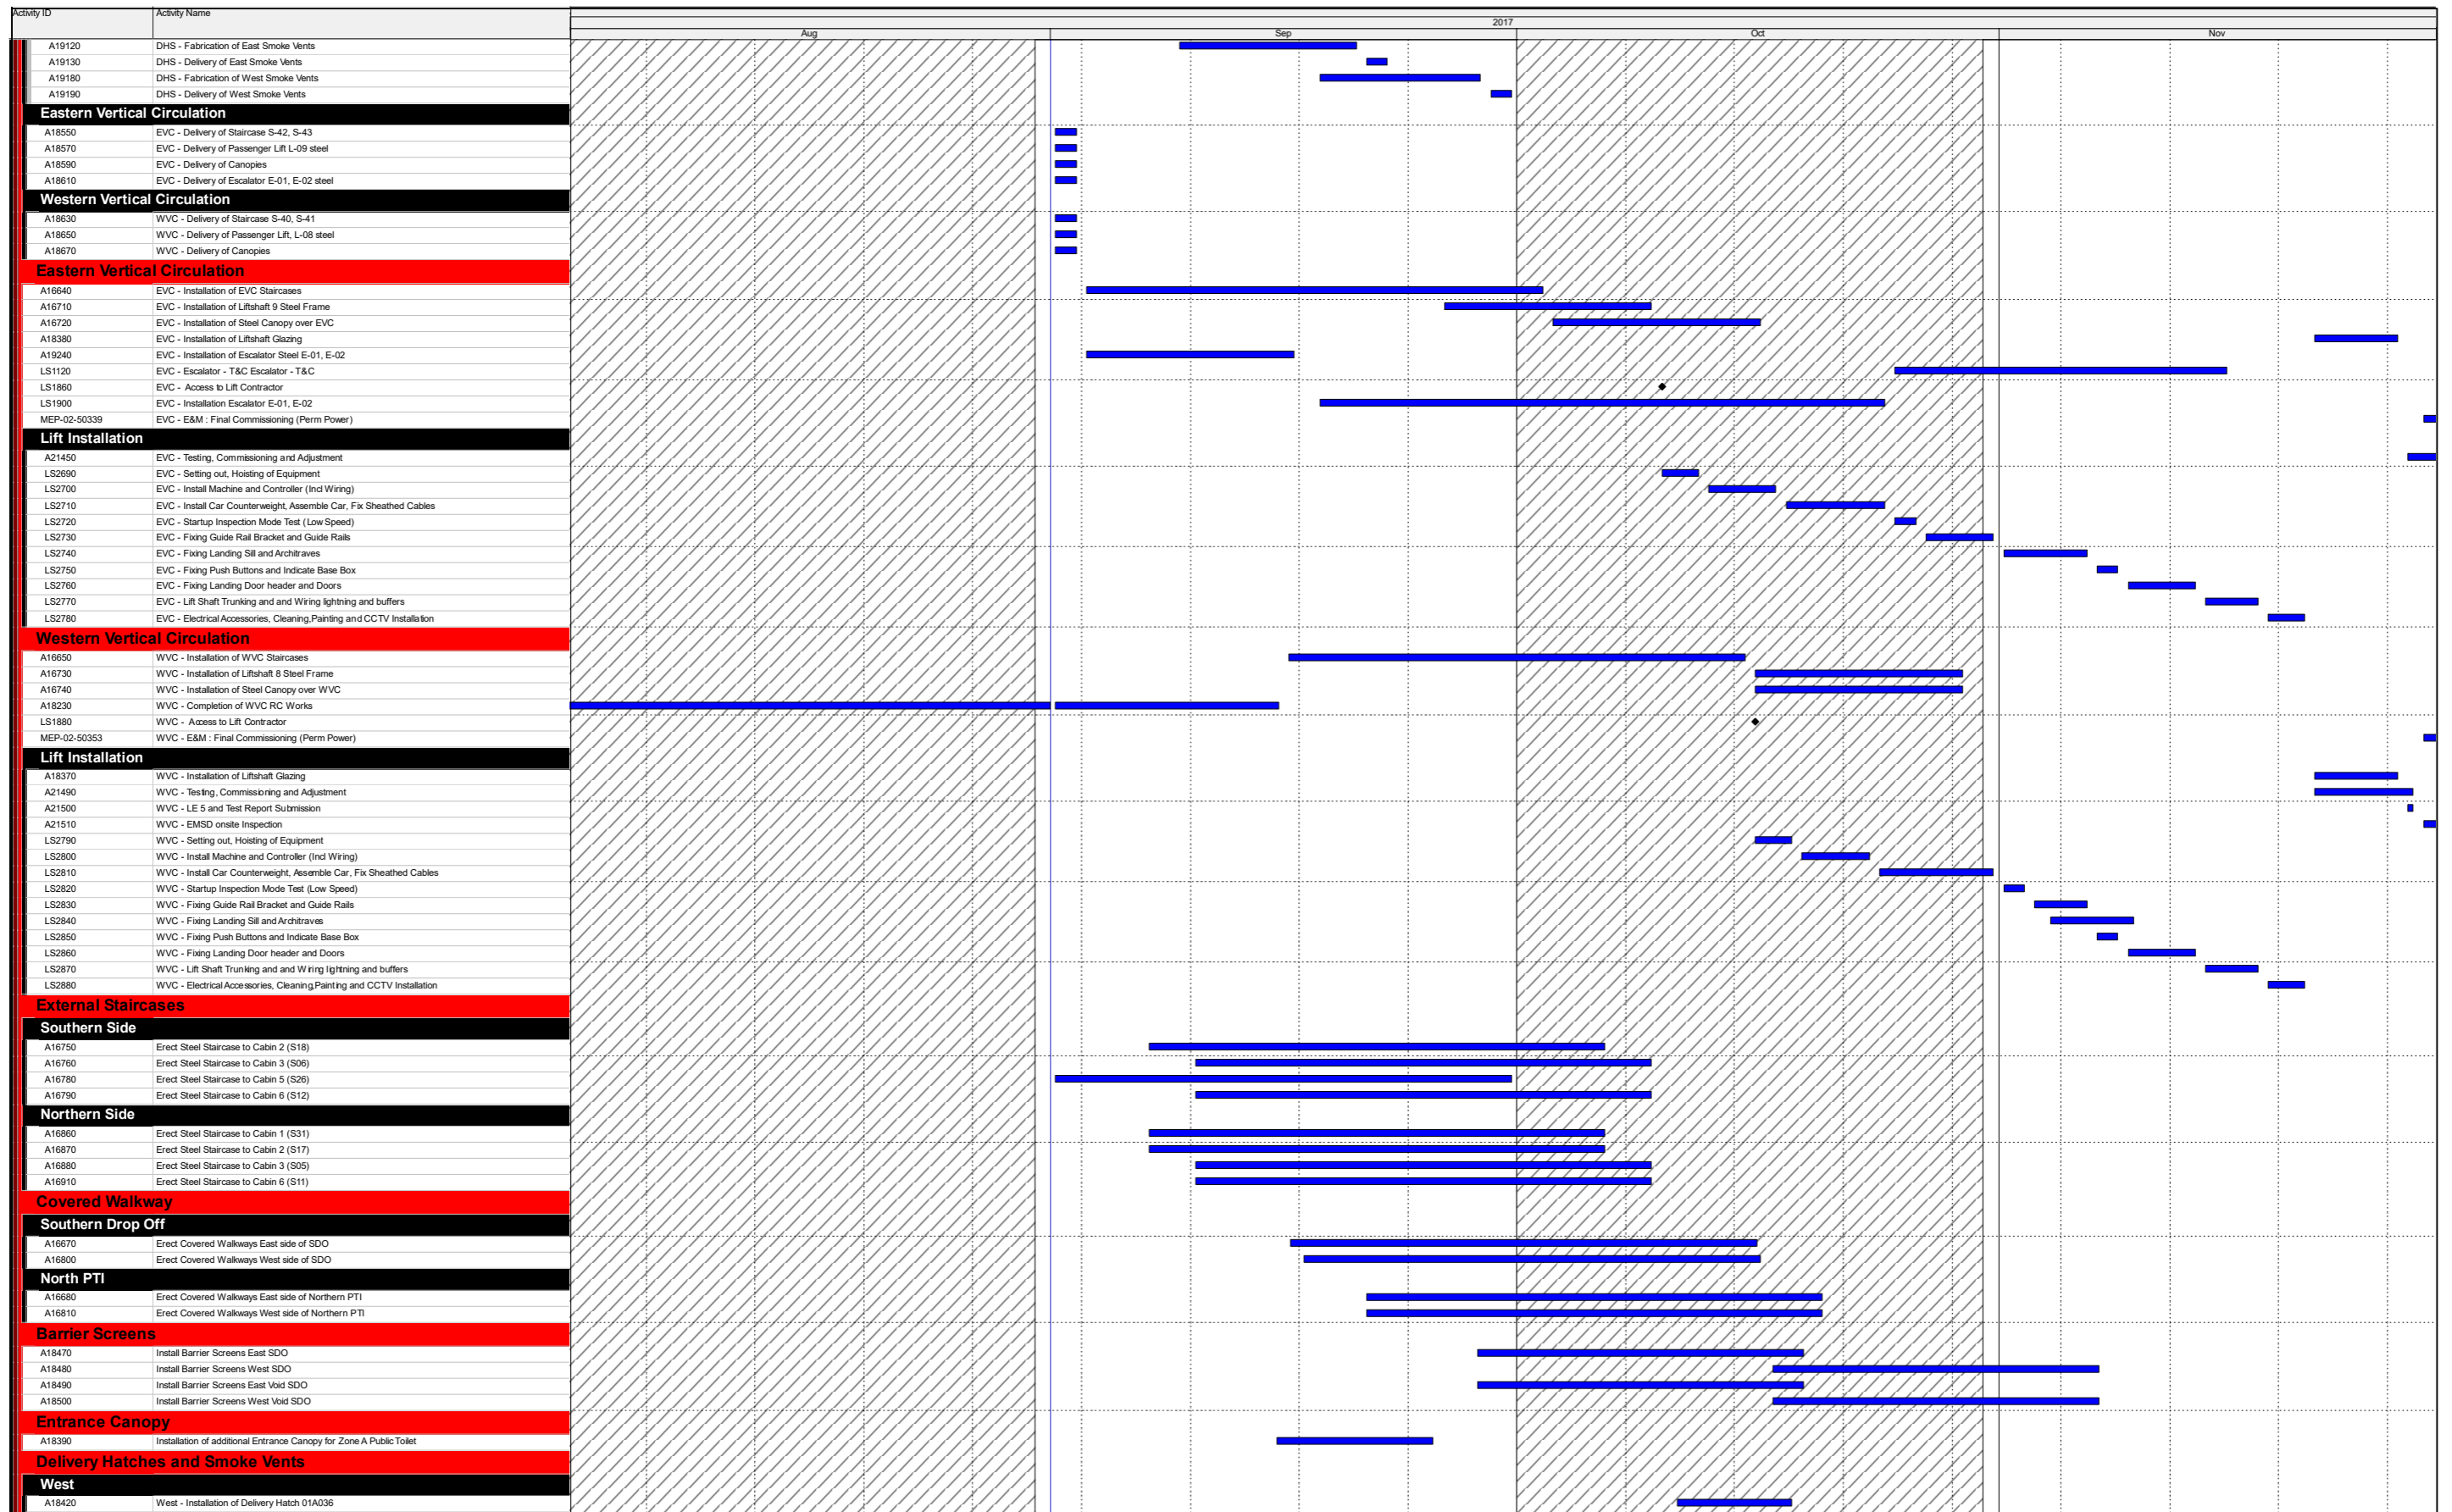 Activity ID Activity Name
2017
Aug Sep Oct Nov
A19120 DHS - Fabrication of East Smoke Vents
A19130 DHS - Delivery of East Smoke Vents
A19180 DHS - Fabrication of West Smoke Vents
A19190 DHS - Delivery of West Smoke Vents
Eastern Vertical Circulation
A18550 EVC - Delivery of Staircase S-42, S-43
A18570 EVC - Delivery of Passenger Lift L-09 steel
A18590 EVC - Delivery of Canopies
A18610 EVC - Delivery of Escalator E-01, E-02 steel
Western Vertical Circulation
A18630 WVC - Delivery of Staircase S-40, S-41
A18650 WVC - Delivery of Passenger Lift, L-08 steel
A18670 WVC - Delivery of Canopies
Eastern Vertical Circulation
A16640 EVC - Installation of EVC Staircases
A16710 EVC - Installation of Liftshaft 9 Steel Frame
A16720 EVC - Installation of Steel Canopy over EVC
A18380 EVC - Installation of Liftshaft Glazing
A19240 EVC - Installation of Escalator Steel E-01, E-02
LS1120 EVC - Escalator - T&C Escalator - T&C
LS1860 EVC - Access to Lift Contractor
LS1900 EVC - Installation Escalator E-01, E-02
MEP-02-50339 EVC - E&M : Final Commissioning (Perm Power)
Lift Installation
A21450 EVC - Testing, Commissioning and Adjustment
LS2690 EVC - Setting out, Hoisting of Equipment
LS2700 EVC - Install Machine and Controller (Incl Wiring)
LS2710 EVC - Install Car Counterweight, Assemble Car, Fix Sheathed Cables
LS2720 EVC - Startup Inspection Mode Test (Low Speed)
LS2730 EVC - Fixing Guide Rail Bracket and Guide Rails
LS2740 EVC - Fixing Landing Sill and Architraves
LS2750 EVC - Fixing Push Buttons and Indicate Base Box
LS2760 EVC - Fixing Landing Door header and Doors
LS2770 EVC - Lift Shaft Trunking and and Wiring lightning and buffers
LS2780 EVC - Electrical Accessories, Cleaning,Painting and CCTV Installation
Western Vertical Circulation
A16650 WVC - Installation of WVC Staircases
A16730 WVC - Installation of Liftshaft 8 Steel Frame
A16740 WVC - Installation of Steel Canopy over WVC
A18230 WVC - Completion of WVC RC Works
LS1880 WVC - Access to Lift Contractor
MEP-02-50353 WVC - E&M : Final Commissioning (Perm Power)
Lift Installation
A18370 WVC - Installation of Liftshaft Glazing
A21490 WVC - Testing, Commissioning and Adjustment
A21500 WVC - LE 5 and Test Report Submission
A21510 WVC - EMSD onsite Inspection
LS2790 WVC - Setting out, Hoisting of Equipment
LS2800 WVC - Install Machine and Controller (Incl Wiring)
LS2810 WVC - Install Car Counterweight, Assemble Car, Fix Sheathed Cables
LS2820 WVC - Startup Inspection Mode Test (Low Speed)
LS2830 WVC - Fixing Guide Rail Bracket and Guide Rails
LS2840 WVC - Fixing Landing Sill and Architraves
LS2850 WVC - Fixing Push Buttons and Indicate Base Box
LS2860 WVC - Fixing Landing Door header and Doors
LS2870 WVC - Lift Shaft Trunking and and Wiring lightning and buffers
LS2880 WVC - Electrical Accessories, Cleaning,Painting and CCTV Installation
External Staircases
Southern Side
A16750 Erect Steel Staircase to Cabin 2 (S18)
A16760 Erect Steel Staircase to Cabin 3 (S06)
A16780 Erect Steel Staircase to Cabin 5 (S26)
A16790 Erect Steel Staircase to Cabin 6 (S12)
Northern Side
A16860 Erect Steel Staircase to Cabin 1 (S31)
A16870 Erect Steel Staircase to Cabin 2 (S17)
A16880 Erect Steel Staircase to Cabin 3 (S05)
A16910 Erect Steel Staircase to Cabin 6 (S11)
Covered Walkway
Southern Drop Off
A16670 Erect Covered Walkways East side of SDO
A16800 Erect Covered Walkways West side of SDO
North PTI
A16680 Erect Covered Walkways East side of Northern PTI
A16810 Erect Covered Walkways West side of Northern PTI
Barrier Screens
A18470 Install Barrier Screens East SDO
A18480 Install Barrier Screens West SDO
A18490 Install Barrier Screens East Void SDO
A18500 Install Barrier Screens West Void SDO
Entrance Canopy
A18390 Installation of additional Entrance Canopy for Zone A Public Toilet
Delivery Hatches and Smoke Vents
West
A18420 West - Installation of Delivery Hatch 01A036